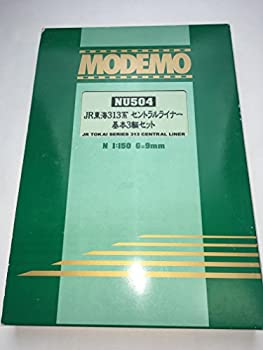 MODEMO
NU504
JR東海313系 セントラルライナー
基本3輛セット
JR TOKAI SERIES 313 CENTRAL LINER
N 1:150 G=9mm